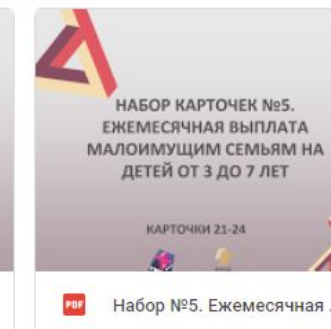 НАБОР КАРТОЧЕК №5.
ЕЖЕМЕСЯЧНАЯ ВЫПЛАТА
МАЛОИМУЩИМ СЕМЬЯМ НА
ДЕТЕЙ ОТ 3 ДО 7 ЛЕТ
КАРТОЧКИ 21-24
PDF Набор №5. Ежемесячная ..